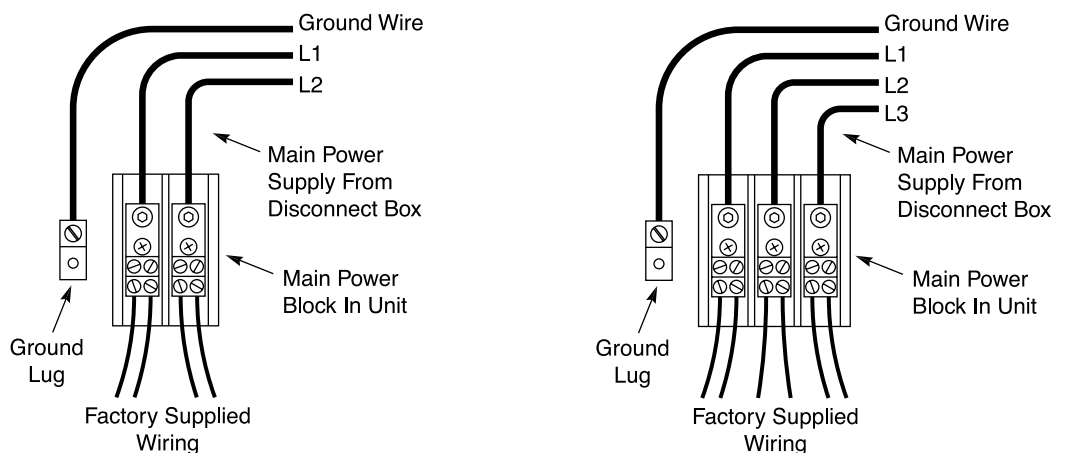 Ground Wire
L1
L2
Main Power
Supply From
Disconnect Box
Main Power
Block In Unit
Ground
Lug
Factory Supplied
Wiring
Ground Wire
L1
L2
L3
Main Power
Supply From
Disconnect Box
Main Power
Block In Unit
Ground
Lug
Factory Supplied
Wiring